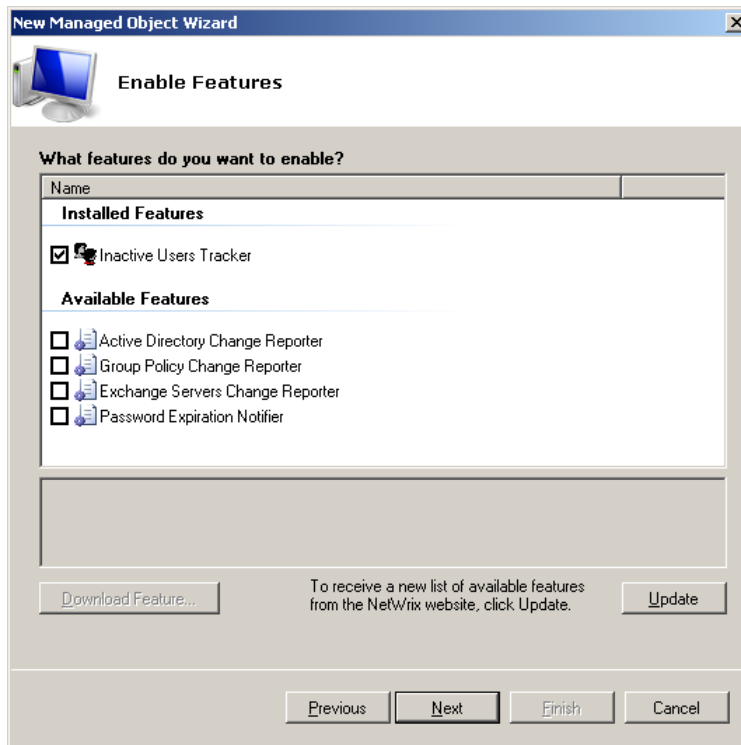 New Managed Object Wizard
Enable Features
What features do you want to enable?
Name
Installed Features
Inactive Users Tracker
Available Features
Active Directory Change Reporter
Group Policy Change Reporter
Exchange Servers Change Reporter
Password Expiration Notifier
Download Feature...
To receive a new list of available features
from the NetWrix website, click Update.
Update
Previous
Next
Finish
Cancel